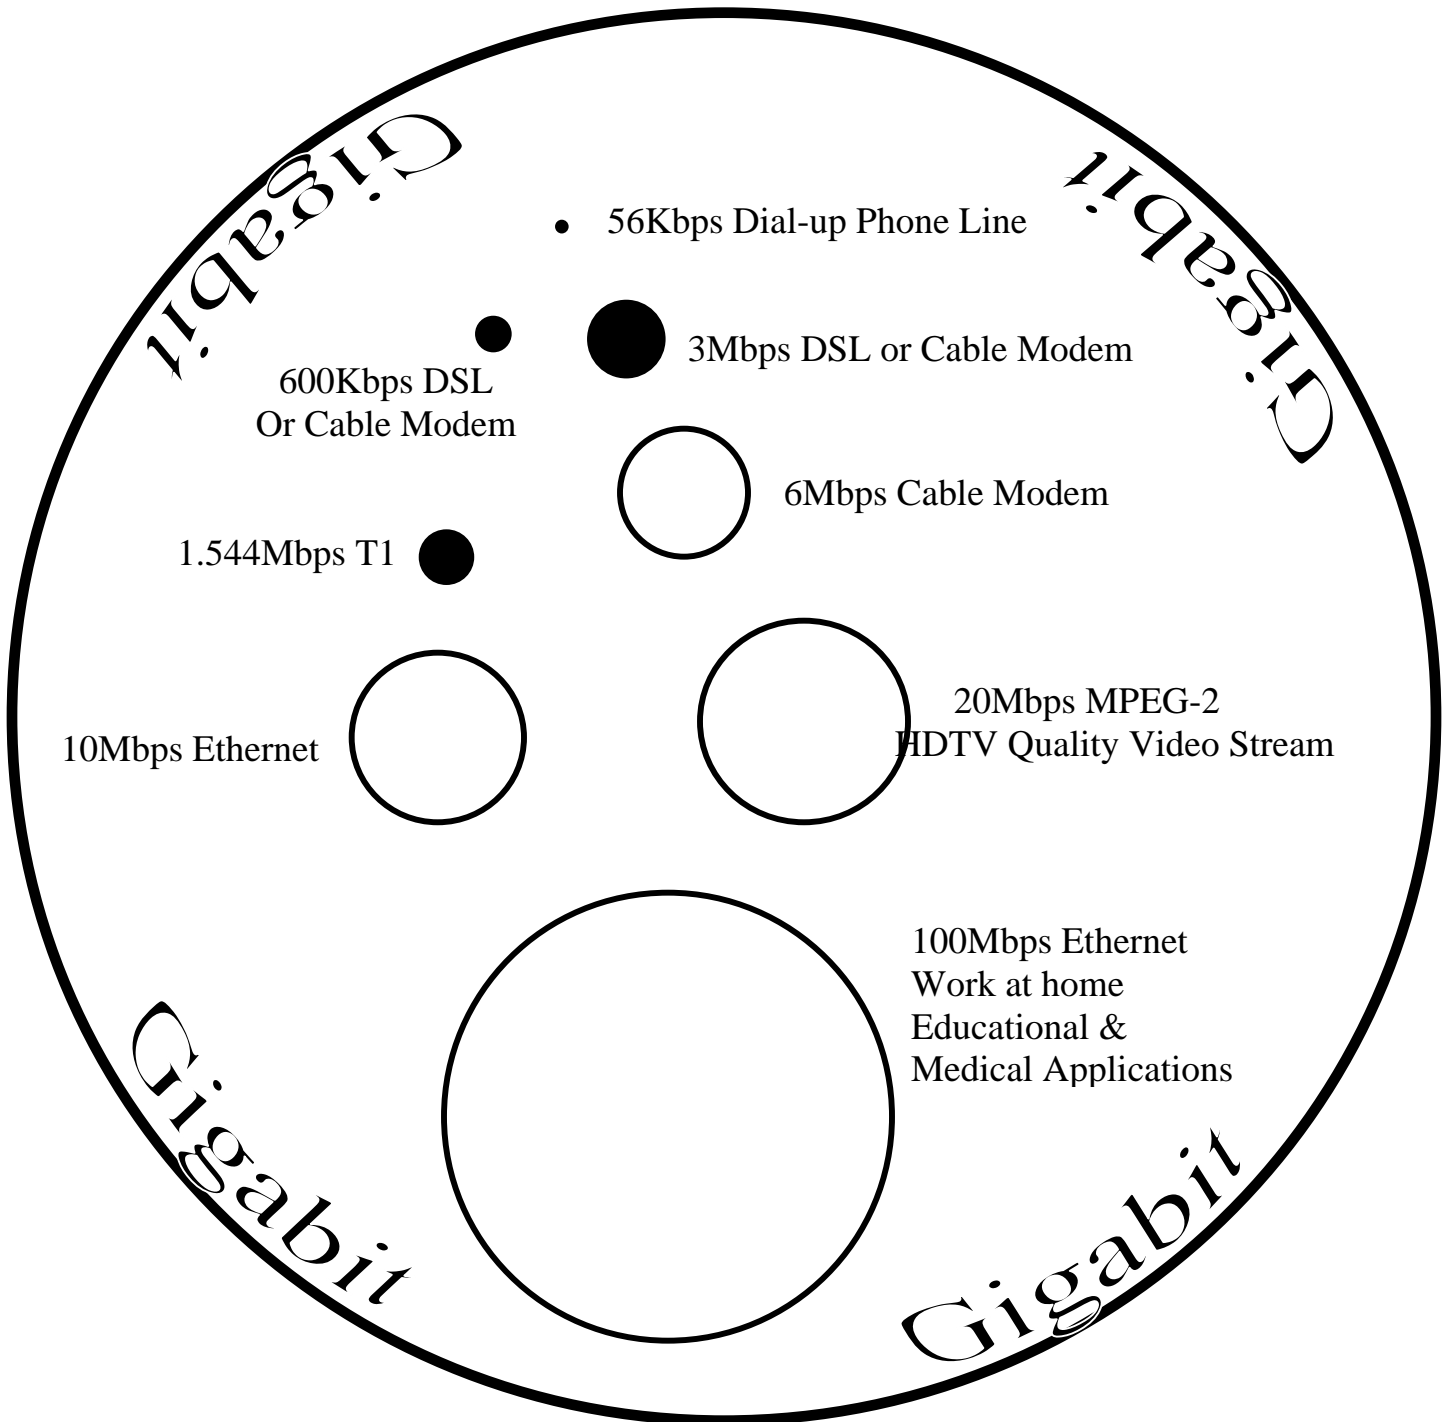 Gigabit
Gigabit
56Kbps Dial-up Phone Line
3Mbps DSL or Cable Modem
600Kbps DSL
Or Cable Modem
6Mbps Cable Modem
1.544Mbps T1
20Mbps MPEG-2
HDTV Quality Video Stream
10Mbps Ethernet
100Mbps Ethernet
Work at home
Educational &
Medical Applications
Gigabit
Gigabit